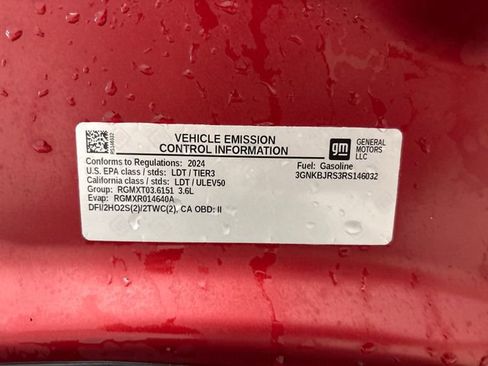 VEHICLE EMISSION
CONTROL INFORMATION
gm
GENERAL
MOTORS
LLC
Conforms to Regulations: 2024
U.S. EPA class / stds: LDT / TIER3
California class / stds: LDT / ULEV50
Group: RGMXT03.6151 3.6L
Evap: RGMXR014640A
DFI/2HO2S(2)/2TWC(2), CA OBD: II
Fuel: Gasoline
3GNKBJRS3RS146032